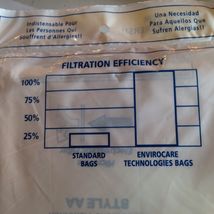 Indispensable Pour
Les Personnes Qui
Souffrent d'Allergies!!
Una Necesidad
Para Aquellos Que
Sufren Alergias!!
FILTRATION EFFICIENCY
100%
75%
50%
25%
STANDARD
BAGS
ENVIROCARE
TECHNOLOGIES BAGS
STYLE AA